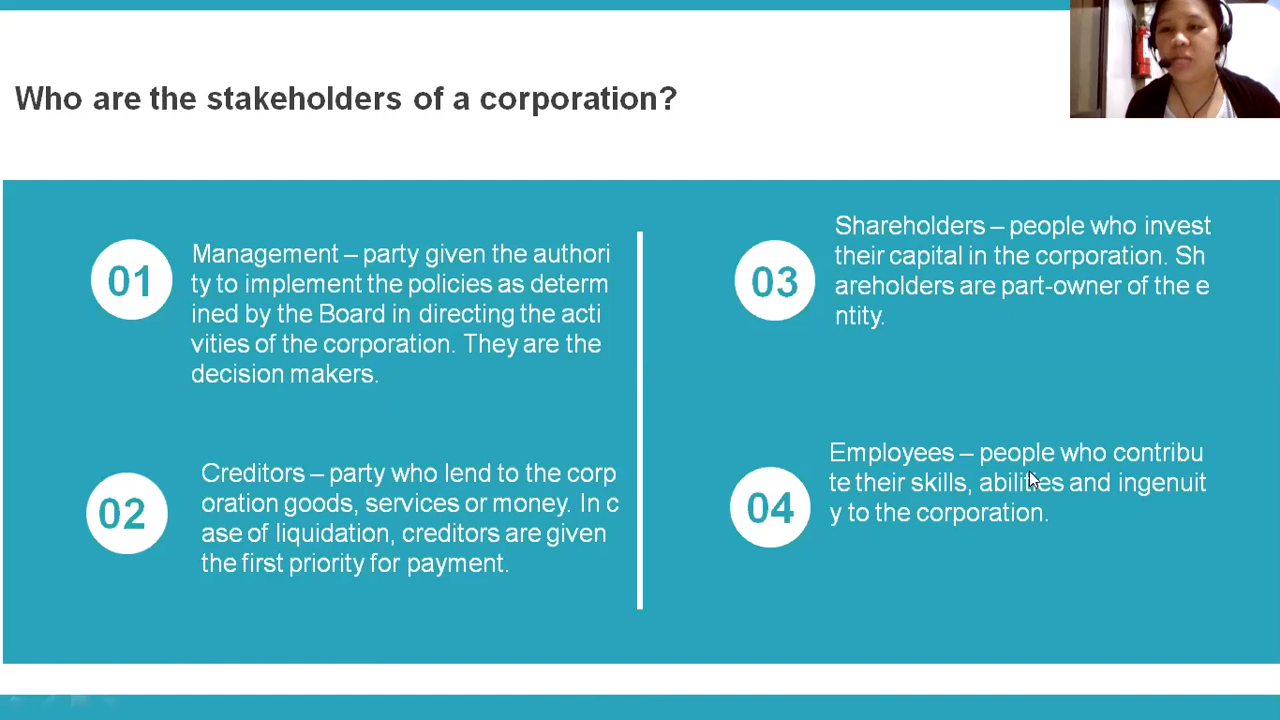 Who are the stakeholders of a corporation?
01
Management – party given the authori
ty to implement the policies as determ
ined by the Board in directing the acti
vities of the corporation. They are the
decision makers.
02
Creditors – party who lend to the corp
oration goods, services or money. In c
ase of liquidation, creditors are given
the first priority for payment.
03
Shareholders – people who invest
their capital in the corporation. Sh
areholders are part-owner of the e
ntity.
04
Employees – people who contribu
te their skills, abilities and ingenuit
y to the corporation.